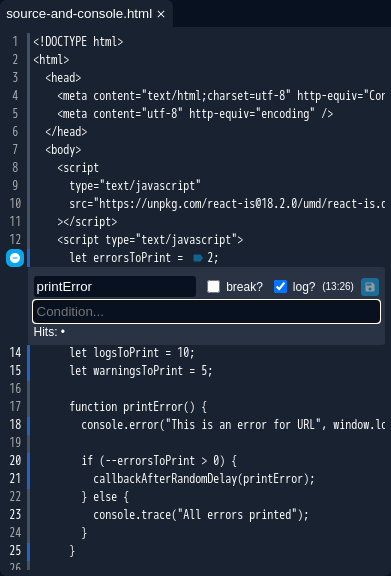 source-and-console.html ×
1 <!DOCTYPE html>
2 <html>
3 <head>
4 <meta content="text/html;charset=utf-8" http-equiv="Con
5 <meta content="utf-8" http-equiv="encoding" />
6 </head>
7 <body>
8 <script
9 type="text/javascript"
10 src="https://unpkg.com/react-is@18.2.0/umd/react-is.d
11 ></script>
12 <script type="text/javascript">
let errorsToPrint = 2;
printError break? log? (13:26)
Condition...
Hits: •
14 let logsToPrint = 10;
15 let warningsToPrint = 5;
16
17 function printError() {
18 console.error("This is an error for URL", window.lo
19
20 if (--errorsToPrint > 0) {
21 callbackAfterRandomDelay(printError);
22 } else {
23 console.trace("All errors printed");
24 }
25 }
26